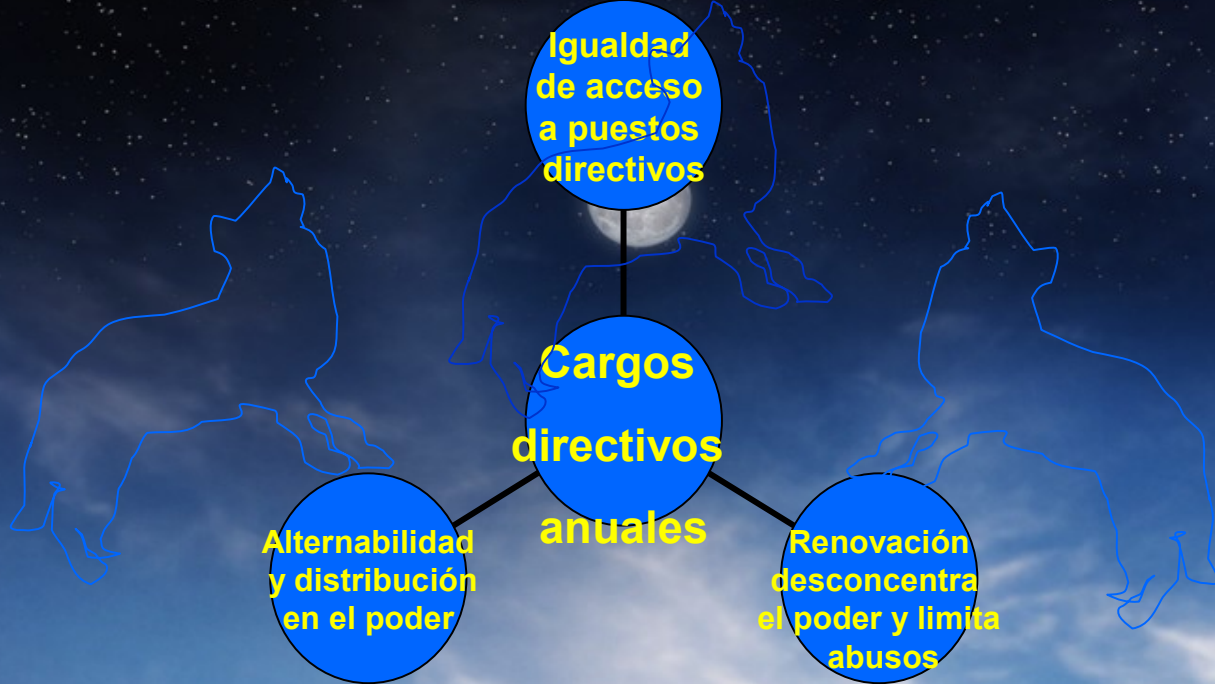 Igualdad
de acceso
a puestos
directivos
Cargos
directivos
anuales
Alternabilidad
y distribución
en el poder
Renovación
desconcentra
el poder y limita
abusos